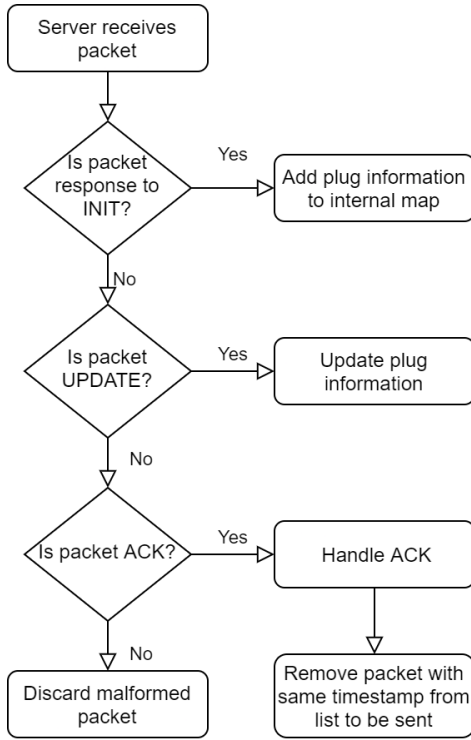 Server receives
packet
Is packet
response to
INIT?
Yes
Add plug information
to internal map
No
Is packet
UPDATE?
Yes
Update plug
information
No
Is packet ACK?
Yes
Handle ACK
No
Discard malformed
packet
Remove packet with
same timestamp from
list to be sent